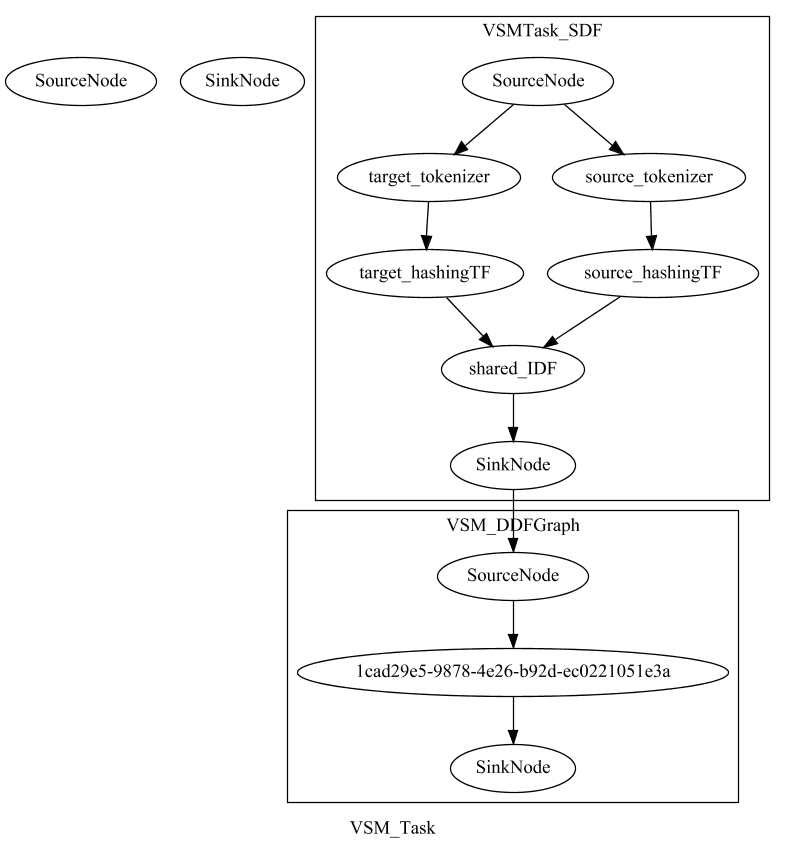 VSMTask_SDF
SourceNode
SinkNode
SourceNode
target_tokenizer
source_tokenizer
target_hashingTF
source_hashingTF
shared_IDF
SinkNode
VSM_DDFGraph
SourceNode
1cad29e5-9878-4e26-b92d-ec0221051e3a
SinkNode
VSM_Task